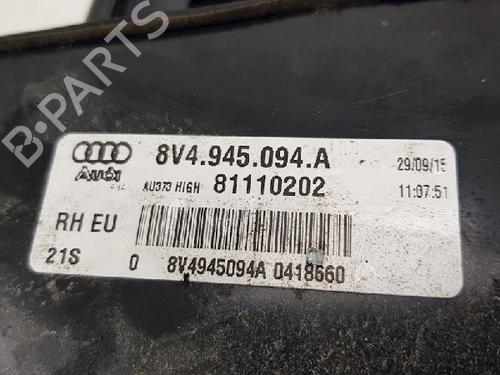 B-PARTS
Audi
8V4.945.094.A
29/09/15
AU373 HIGH 81110202
11:07:51
RH EU
21S
0 8V4945094A 0418660